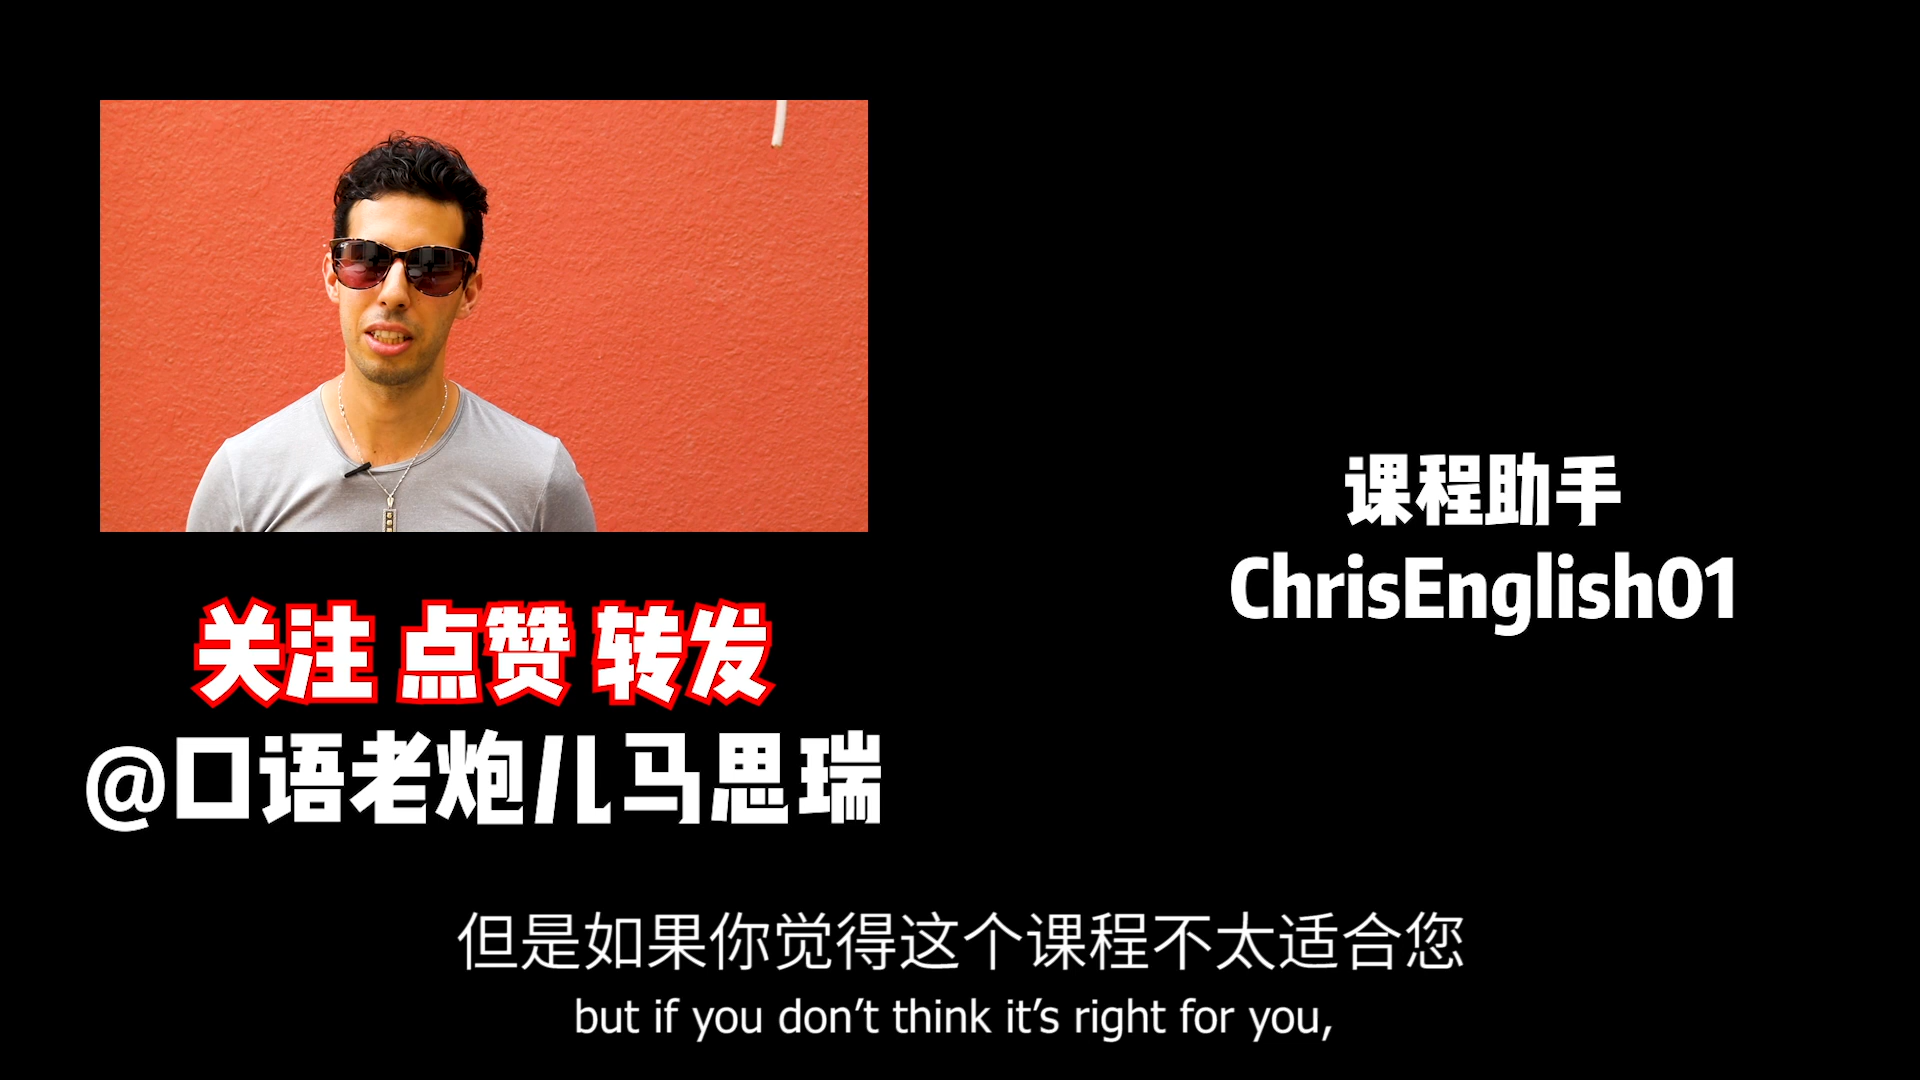 关注 点赞 转发
@口语老炮儿马思瑞
课程助手
ChrisEnglish01
但是如果你觉得这个课程不太适合您
but if you don’t think it’s right for you,